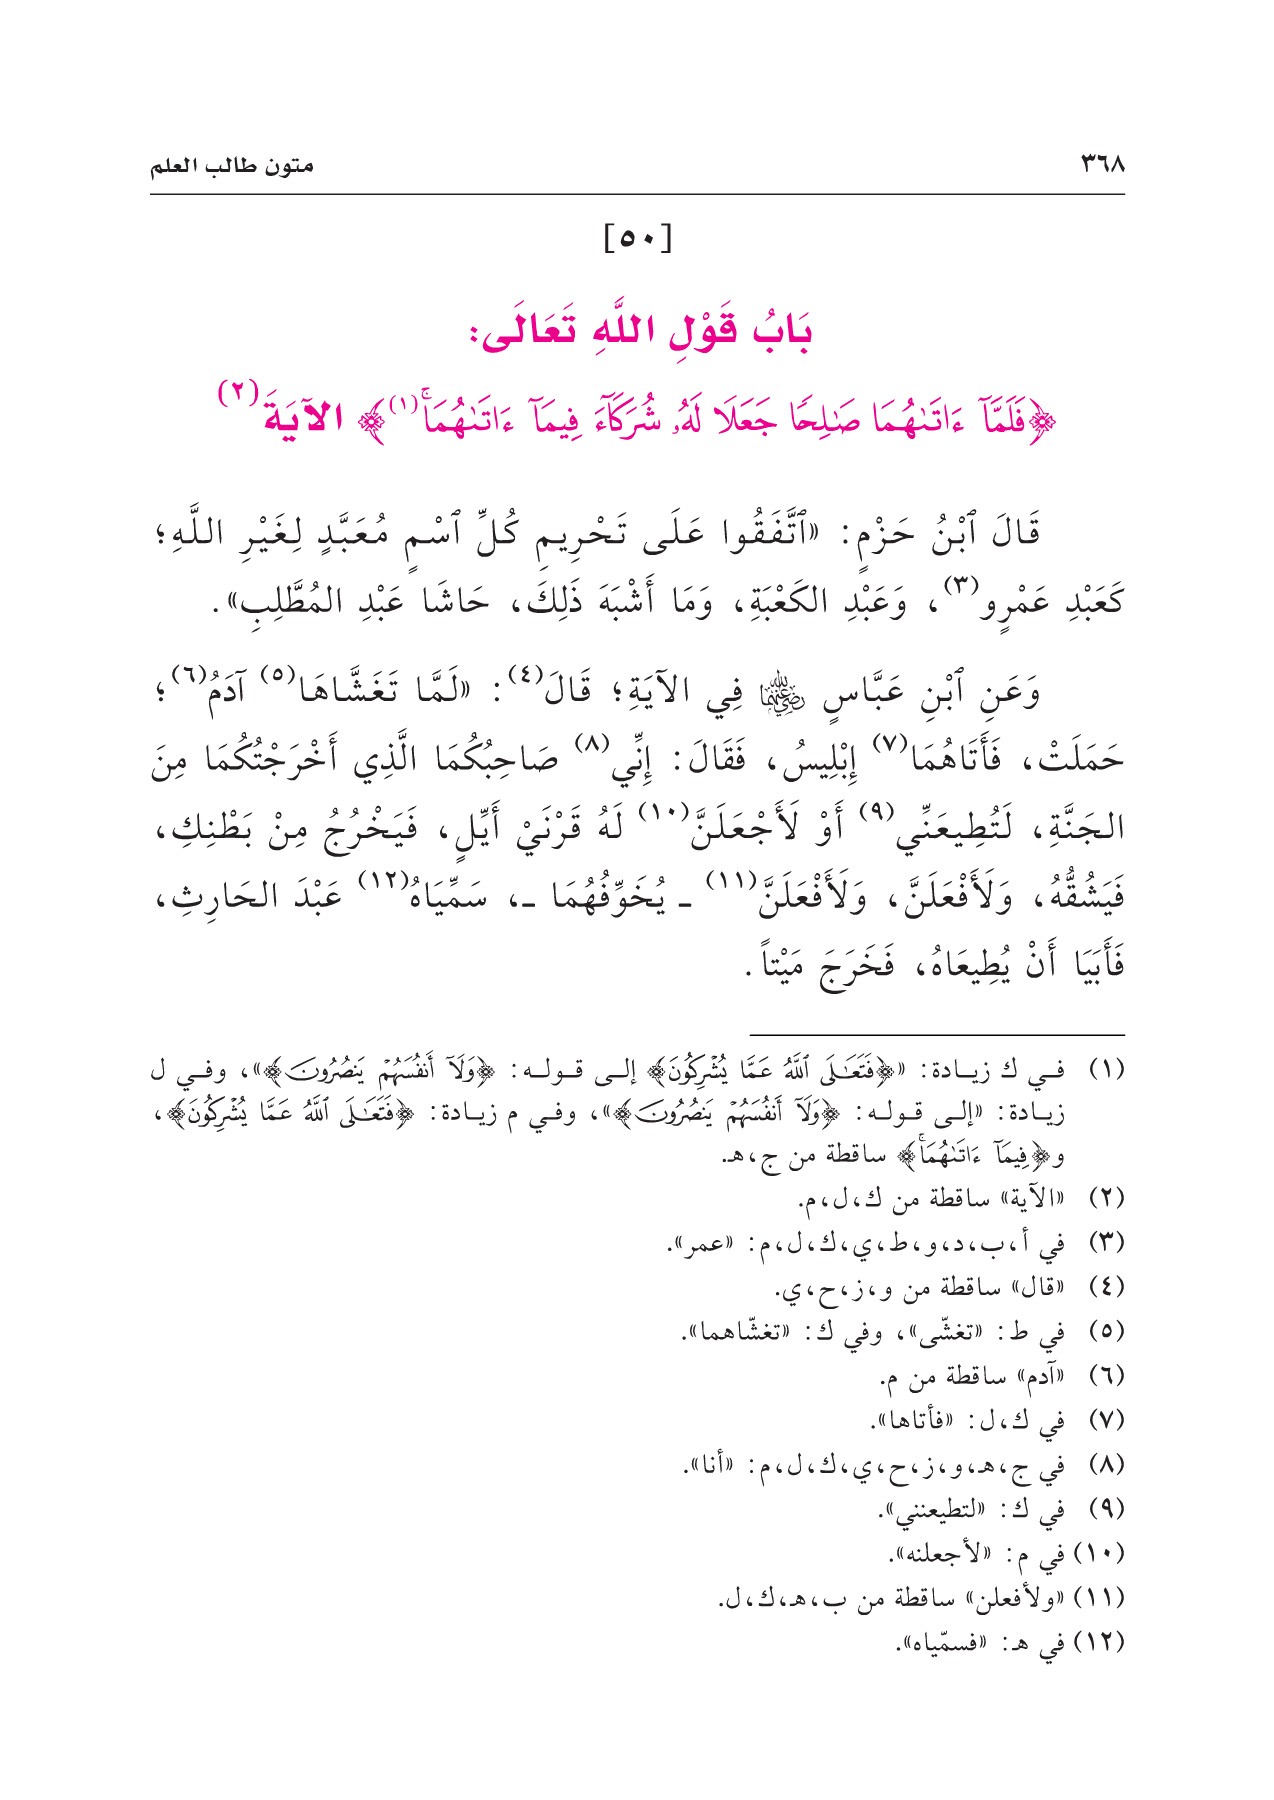 ٣٦٨
متون طالب العلم
[٥٠]
بَابُ قَوْلِ اللَّهِ تَعَالَى:
﴿فَلَمَّآ ءَاتَىٰهُمَا صَٰلِحًا جَعَلَا لَهُۥ شُرَكَآءَ فِيمَآ ءَاتَىٰهُمَاۚ(١)﴾ الآيَةَ(٢)
قَالَ ٱبْنُ حَزْمٍ: «ٱتَّفَقُوا عَلَى تَحْرِيمِ كُلِّ ٱسْمٍ مُعَبَّدٍ لِغَيْرِ اللَّهِ؛
كَعَبْدِ عَمْرٍو(٣)، وَعَبْدِ الكَعْبَةِ، وَمَا أَشْبَهَ ذَلِكَ، حَاشَا عَبْدِ المُطَّلِبِ».
وَعَنِ ٱبْنِ عَبَّاسٍ رضي الله عنهما فِي الآيَةِ؛ قَالَ(٤): «لَمَّا تَغَشَّاهَا(٥) آدَمُ(٦)؛
حَمَلَتْ، فَأَتَاهُمَا(٧) إِبْلِيسُ، فَقَالَ: إِنِّي(٨) صَاحِبُكُمَا الَّذِي أَخْرَجْتُكُمَا مِنَ
الجَنَّةِ، لَتُطِيعَنِّي(٩) أَوْ لَأَجْعَلَنَّ(١٠) لَهُ قَرْنَيْ أَيِّلٍ، فَيَخْرُجُ مِنْ بَطْنِكِ،
فَيَشُقُّهُ، وَلَأَفْعَلَنَّ، وَلَأَفْعَلَنَّ(١١) ـ يُخَوِّفُهُمَا ـ، سَمِّيَاهُ(١٢) عَبْدَ الحَارِثِ،
فَأَبَيَا أَنْ يُطِيعَاهُ، فَخَرَجَ مَيْتاً.
(١) في ك زيادة: «﴿فَتَعَٰلَى ٱللَّهُ عَمَّا يُشْرِكُونَ﴾ إلى قوله: ﴿وَلَآ أَنفُسَهُمْ يَنصُرُونَ﴾»، وفي ل
زيادة: «إلى قوله: ﴿وَلَآ أَنفُسَهُمْ يَنصُرُونَ﴾»، وفي م زيادة: ﴿فَتَعَٰلَى ٱللَّهُ عَمَّا يُشْرِكُونَ﴾،
و﴿فِيمَآ ءَاتَىٰهُمَاۚ﴾ ساقطة من ج،هـ.
(٢) «الآية» ساقطة من ك،ل،م.
(٣) في أ،ب،د،و،ط،ي،ك،ل،م: «عمر».
(٤) «قال» ساقطة من و،ز،ح،ي.
(٥) في ط: «تغشّى»، وفي ك: «تغشّاهما».
(٦) «آدم» ساقطة من م.
(٧) في ك،ل: «فأتاها».
(٨) في ج،هـ،و،ز،ح،ي،ك،ل،م: «أنا».
(٩) في ك: «لتطيعنني».
(١٠) في م: «لأجعلنه».
(١١) «ولأفعلن» ساقطة من ب،هـ،ك،ل.
(١٢) في هـ: «فسمّياه».